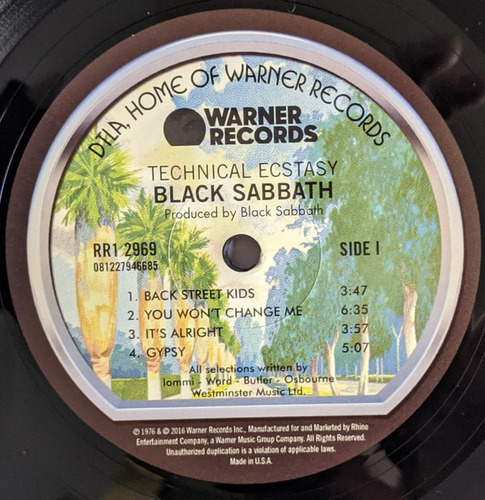 DELA, HOME OF WARNER RECORDS
WARNER
RECORDS
TECHNICAL ECSTASY
BLACK SABBATH
Produced by Black Sabbath
RR1 2969
081227946685
SIDE 1
1. BACK STREET KIDS 3:47
2. YOU WON'T CHANGE ME 6:35
3. IT'S ALRIGHT 3:57
4. GYPSY 5:07
All selections written by
Iommi - Ward - Butler - Osbourne
Westminster Music Ltd.
℗ 1976 & © 2016 Warner Records Inc., Manufactured for and Marketed by Rhino
Entertainment Company, a Warner Music Group Company. All Rights Reserved.
Unauthorized duplication is a violation of applicable laws.
Made in U.S.A.